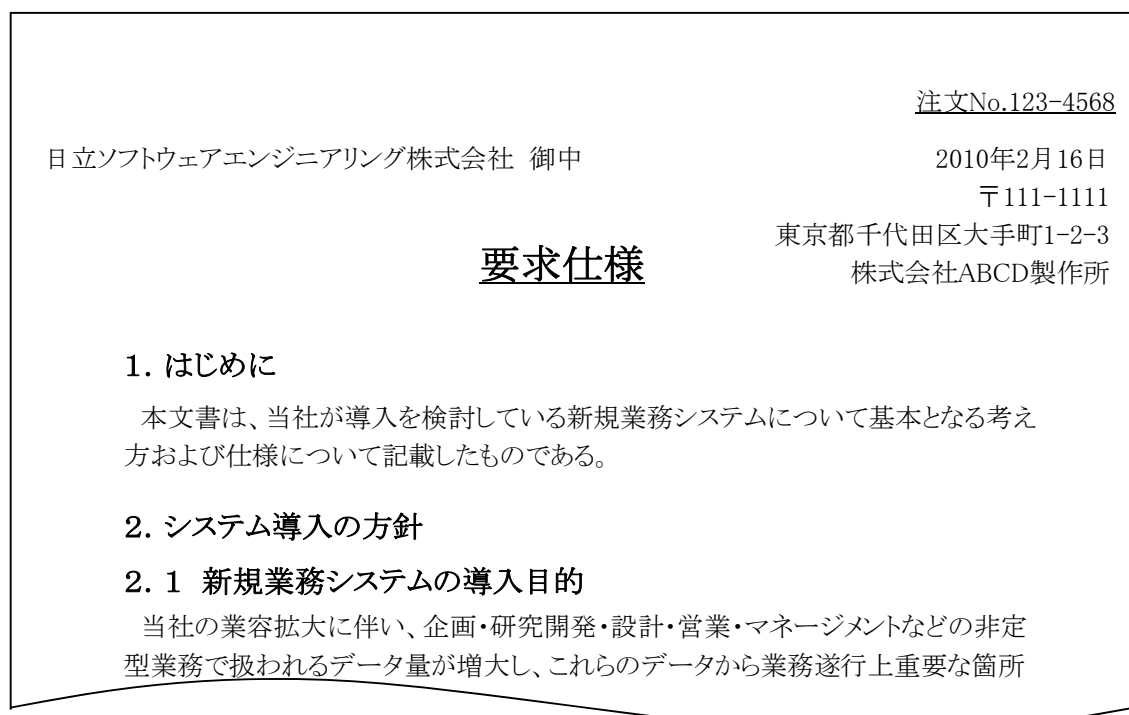 注文No.123-4568
日立ソフトウェアエンジニアリング株式会社 御中
2010年2月16日
〒111-1111
東京都千代田区大手町1-2-3
株式会社ABCD製作所
要求仕様
1. はじめに
本文書は、当社が導入を検討している新規業務システムについて基本となる考え
方および仕様について記載したものである。
2. システム導入の方針
2. 1 新規業務システムの導入目的
当社の業容拡大に伴い、企画・研究開発・設計・営業・マネージメントなどの非定
型業務で扱われるデータ量が増大し、これらのデータから業務遂行上重要な箇所